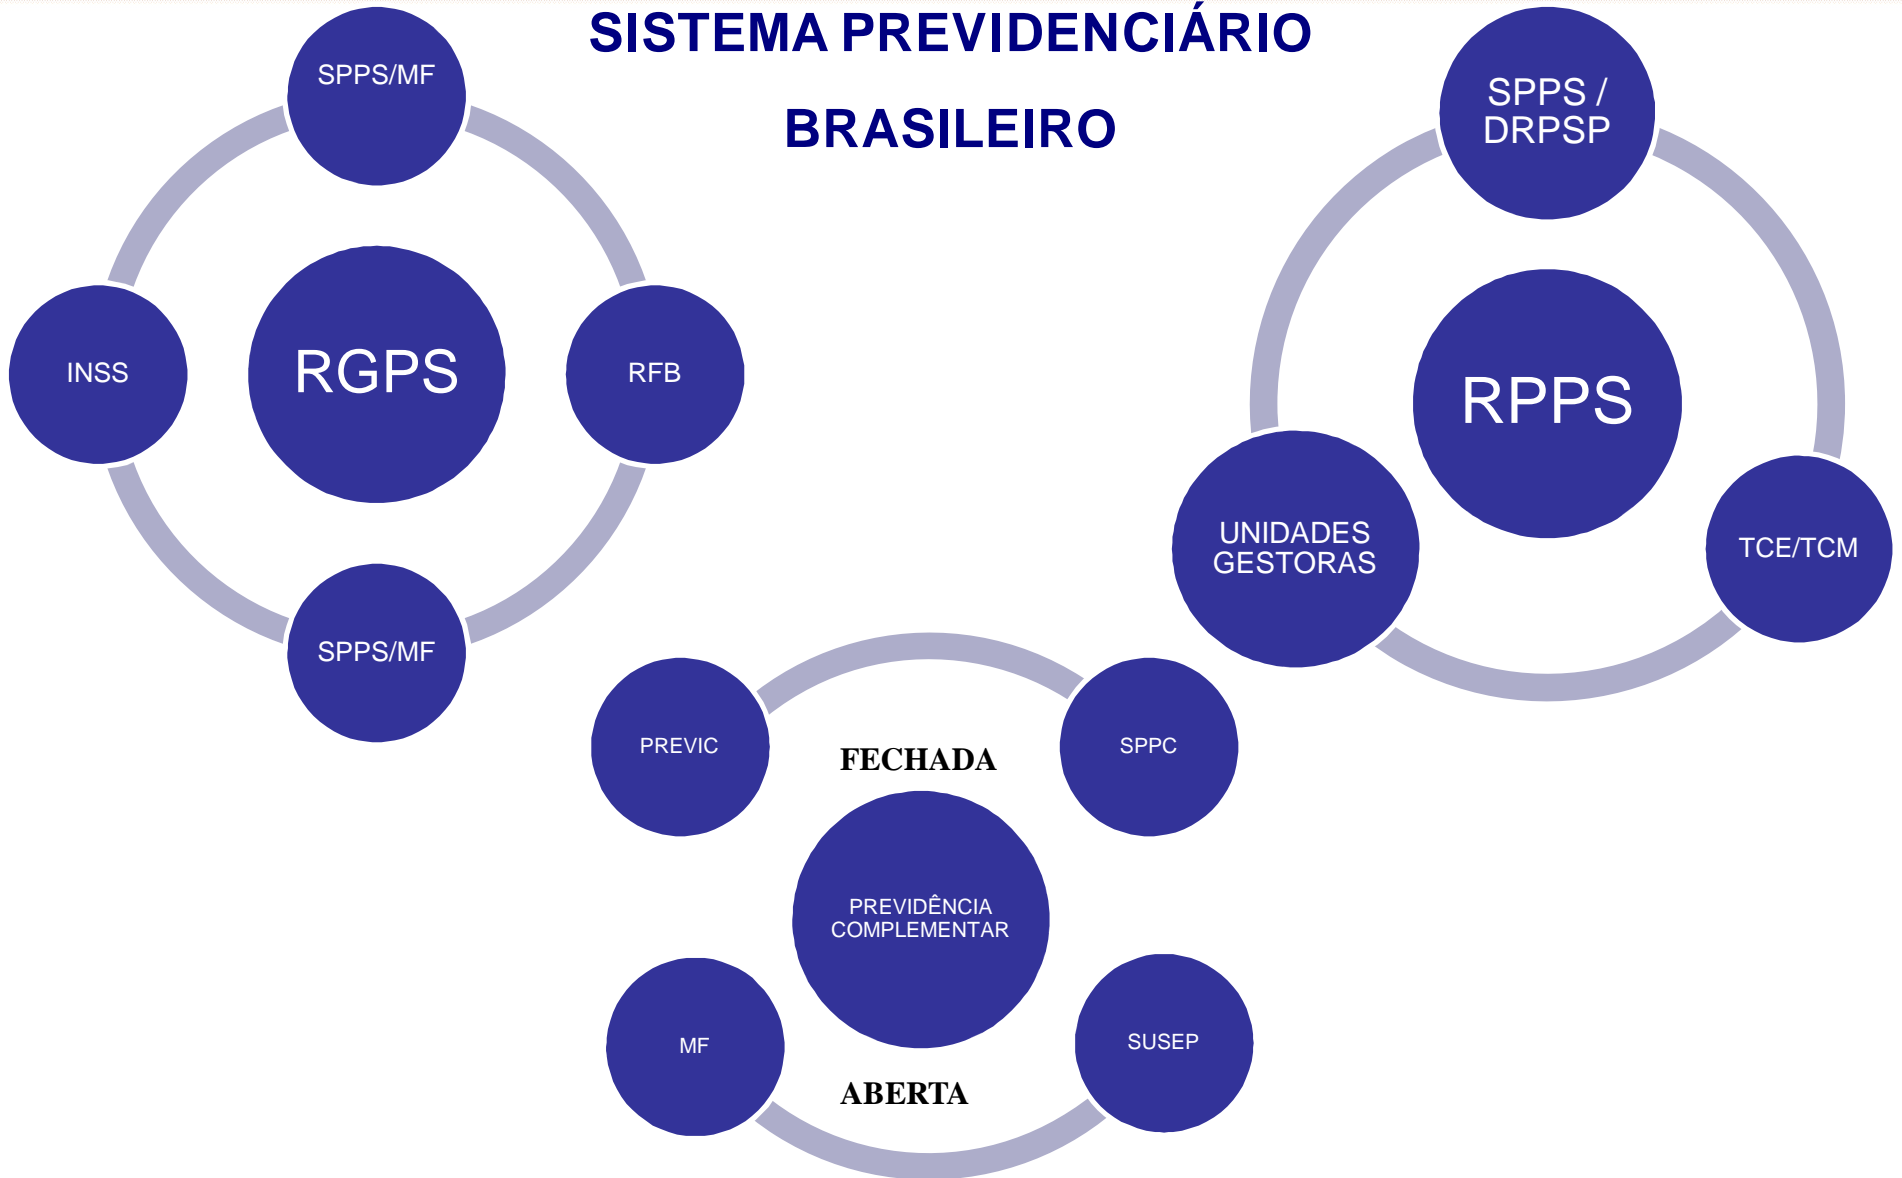 SISTEMA PREVIDENCIÁRIO
BRASILEIRO
SPPS/MF
INSS
RGPS
RFB
SPPS/MF
SPPS /
DRPSP
RPPS
UNIDADES
GESTORAS
TCE/TCM
PREVIC
FECHADA
SPPC
PREVIDÊNCIA
COMPLEMENTAR
MF
SUSEP
ABERTA